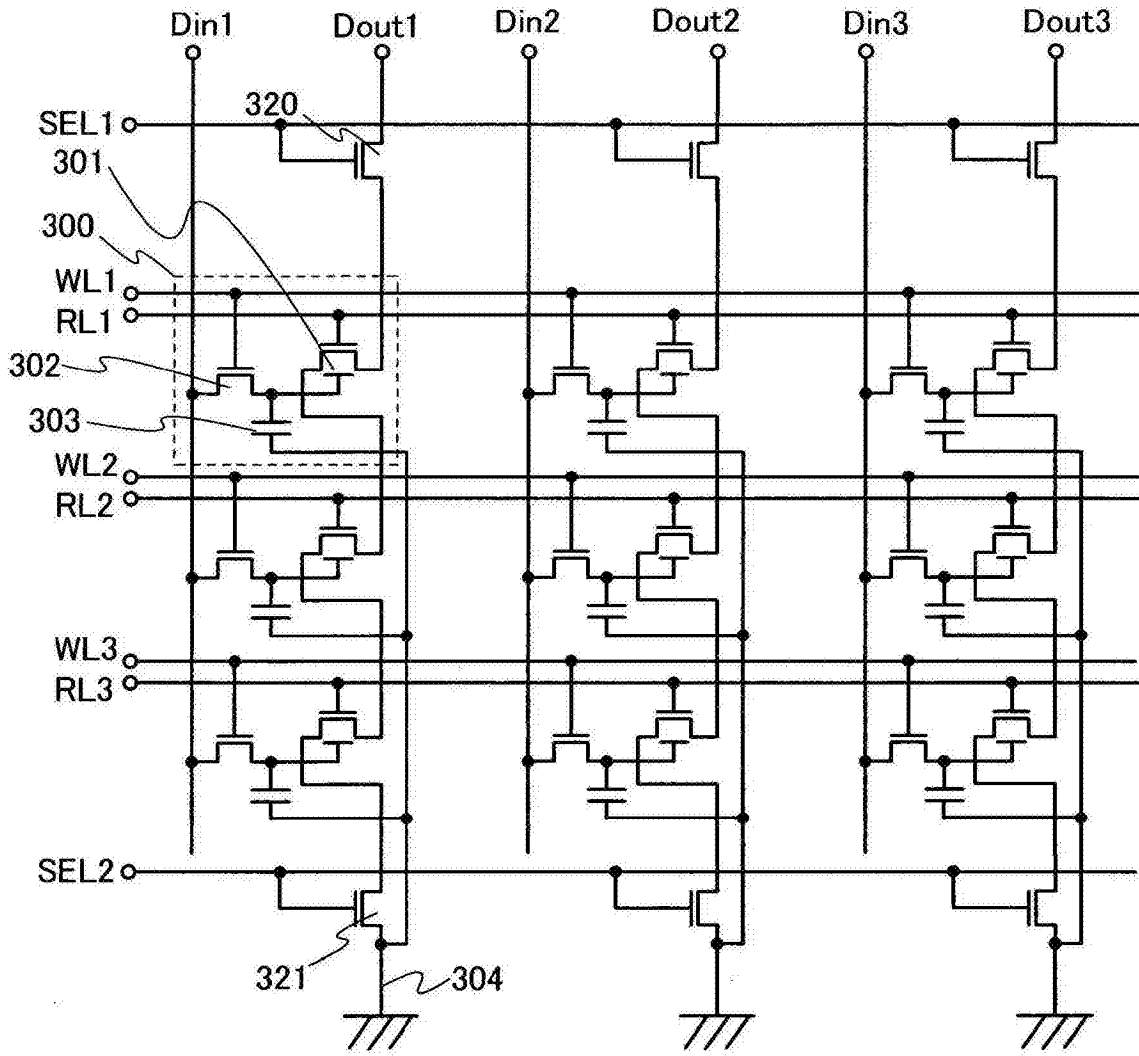 Din1 Dout1 Din2 Dout2 Din3 Dout3
SEL1
320
301
300
WL1
RL1
302
303
WL2
RL2
WL3
RL3
SEL2
321
304